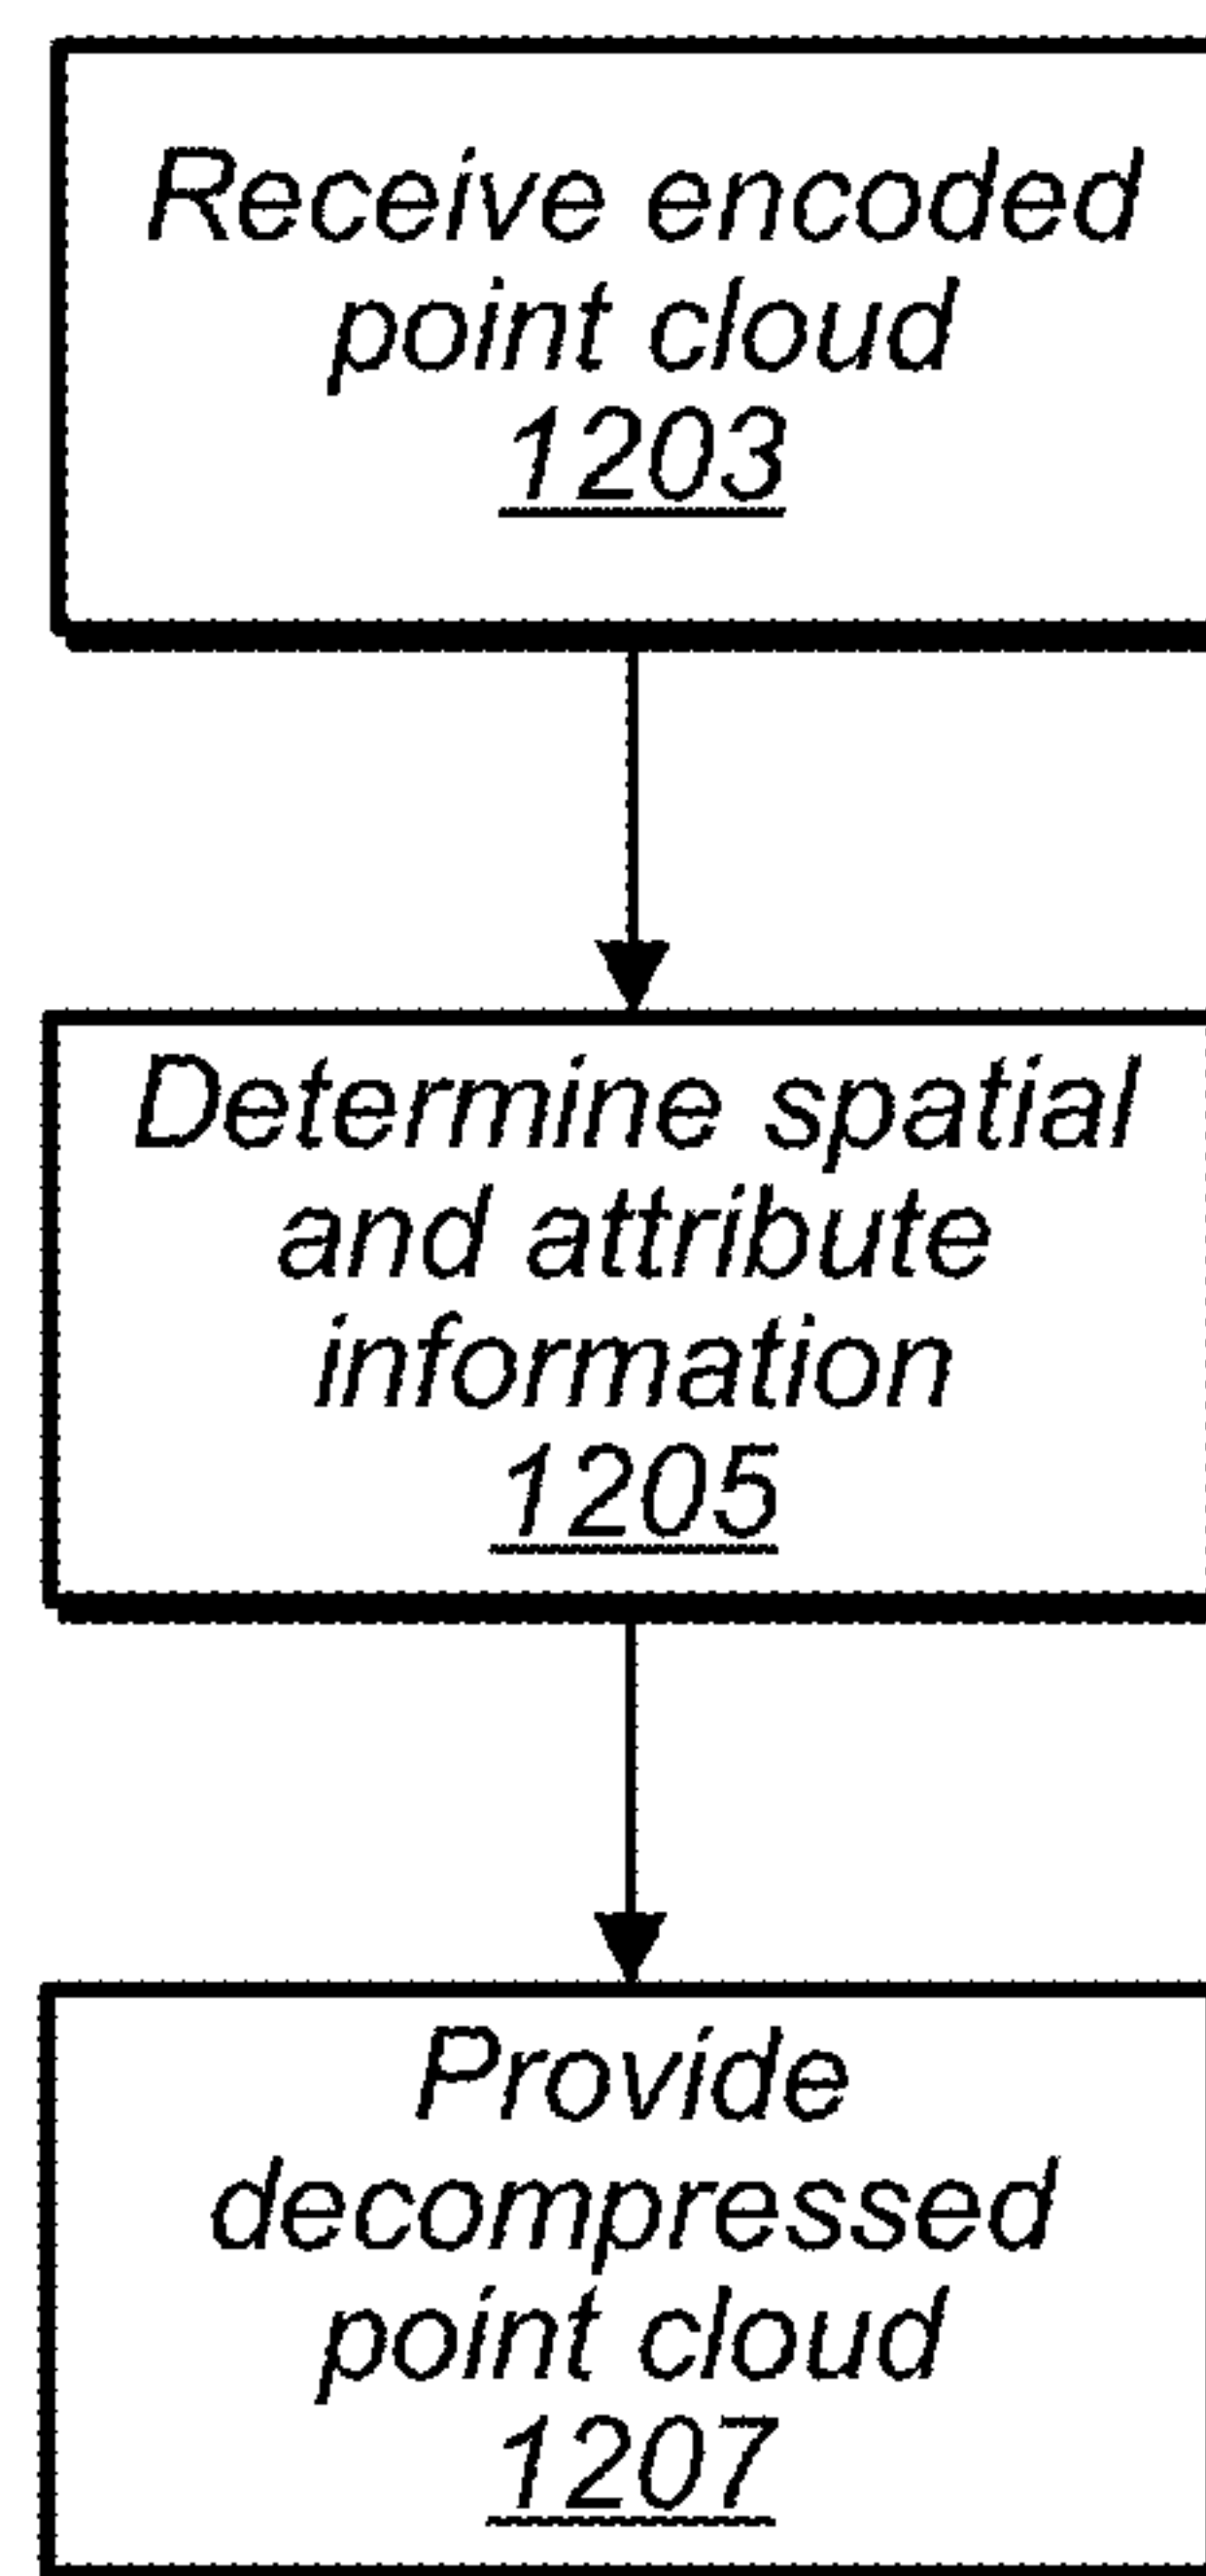 Receive encoded
point cloud
1203
Determine spatial
and attribute
information
1205
Provide
decompressed
point cloud
1207